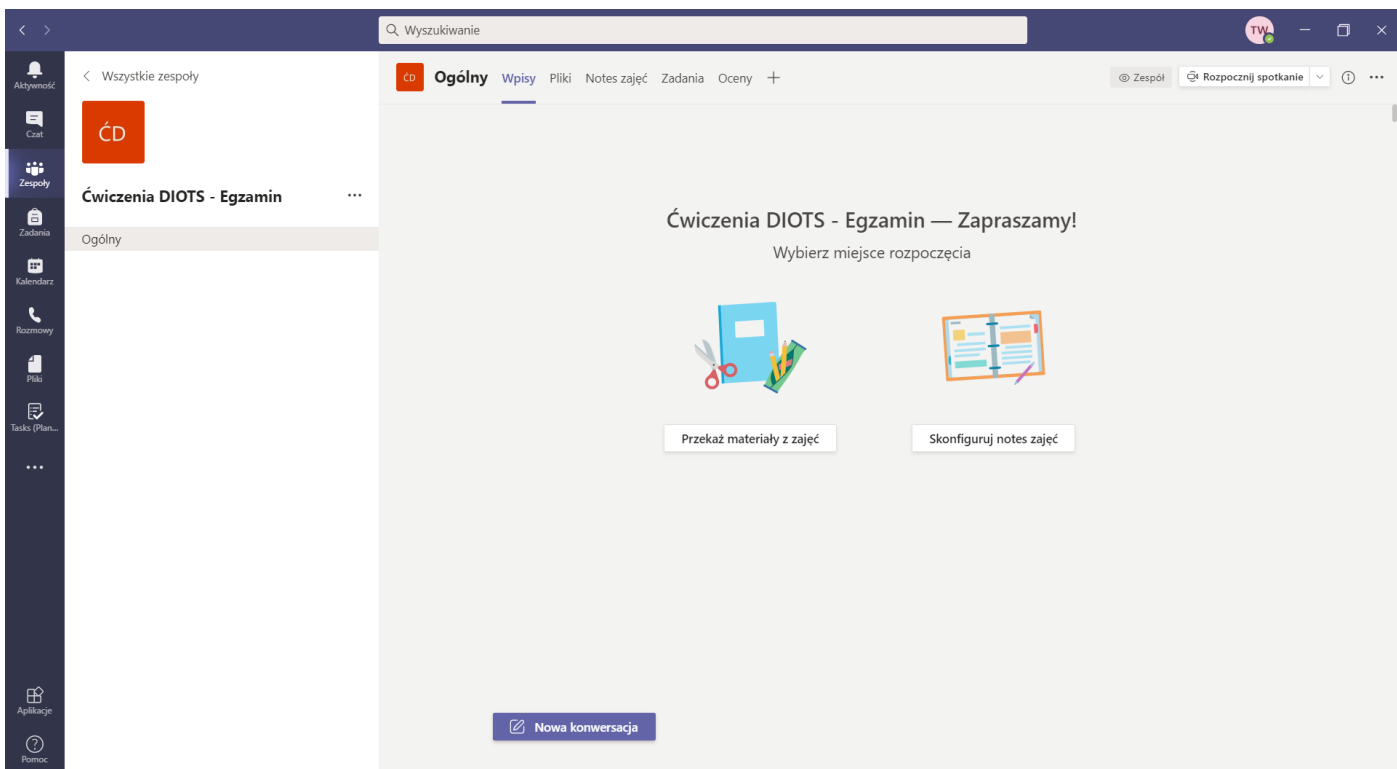 Wyszukiwanie
TW
Aktywność
Czat
Zespoły
Zadania
Kalendarz
Rozmowy
Pliki
Tasks (Plan...
Aplikacje
Pomoc
Wszystkie zespoły
ĆD
Ćwiczenia DIOTS - Egzamin
Ogólny
ĆD Ogólny Wpisy Pliki Notes zajęć Zadania Oceny
Zespół Rozpocznij spotkanie
Ćwiczenia DIOTS - Egzamin — Zapraszamy!
Wybierz miejsce rozpoczęcia
Przekaż materiały z zajęć
Skonfiguruj notes zajęć
Nowa konwersacja